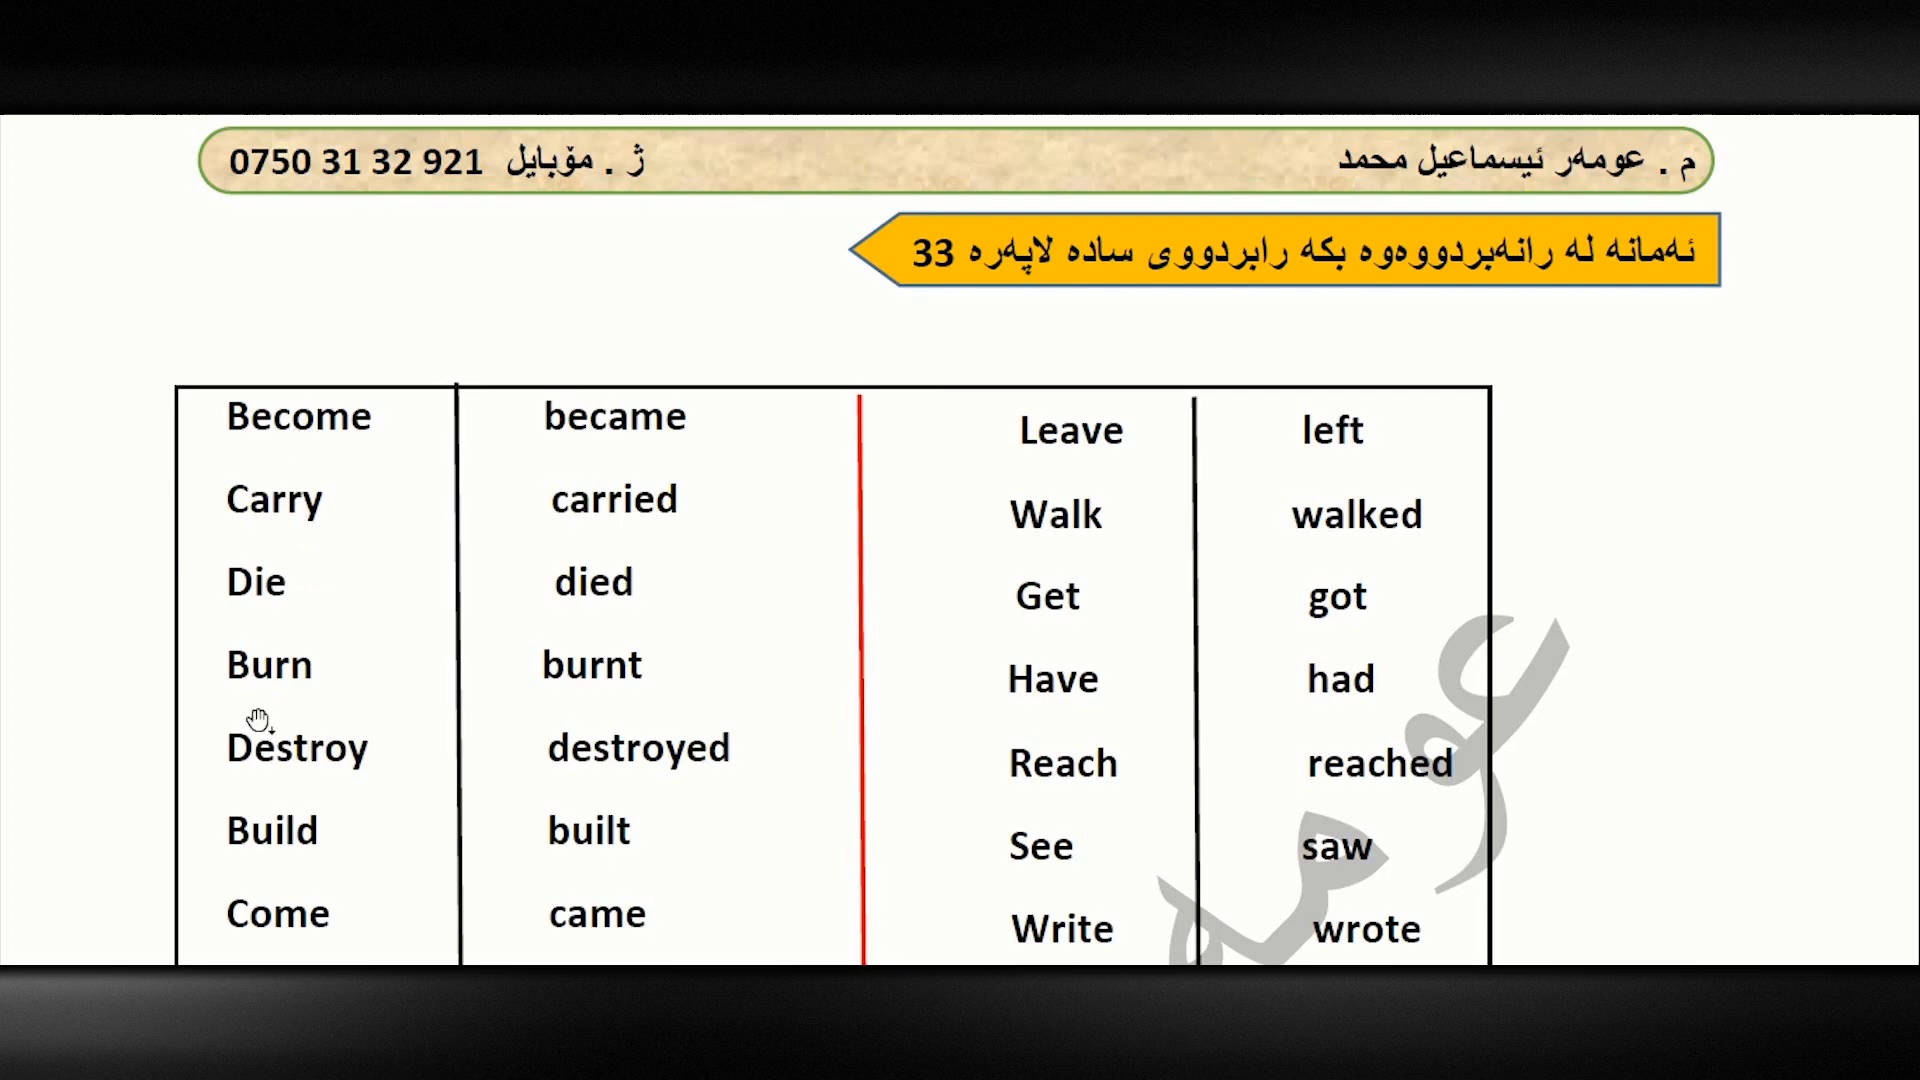 م . عومەر ئیسماعیل محمد ژ . مۆبایل 0750 31 32 921
ئەمانە لە رانەبردووەوە بکە رابردووی سادە لاپەرە 33
Become became Leave left
Carry carried Walk walked
Die died Get got
Burn burnt Have had
Destroy destroyed Reach reached
Build built See saw
Come came Write wrote